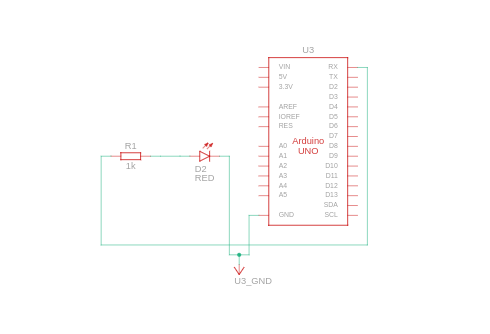 U3
VIN
5V
3.3V
AREF
IOREF
RES
A0
A1
A2
A3
A4
A5
GND
Arduino
UNO
RX
TX
D2
D3
D4
D5
D6
D7
D8
D9
D10
D11
D12
D13
SDA
SCL
R1
1k
D2
RED
U3_GND